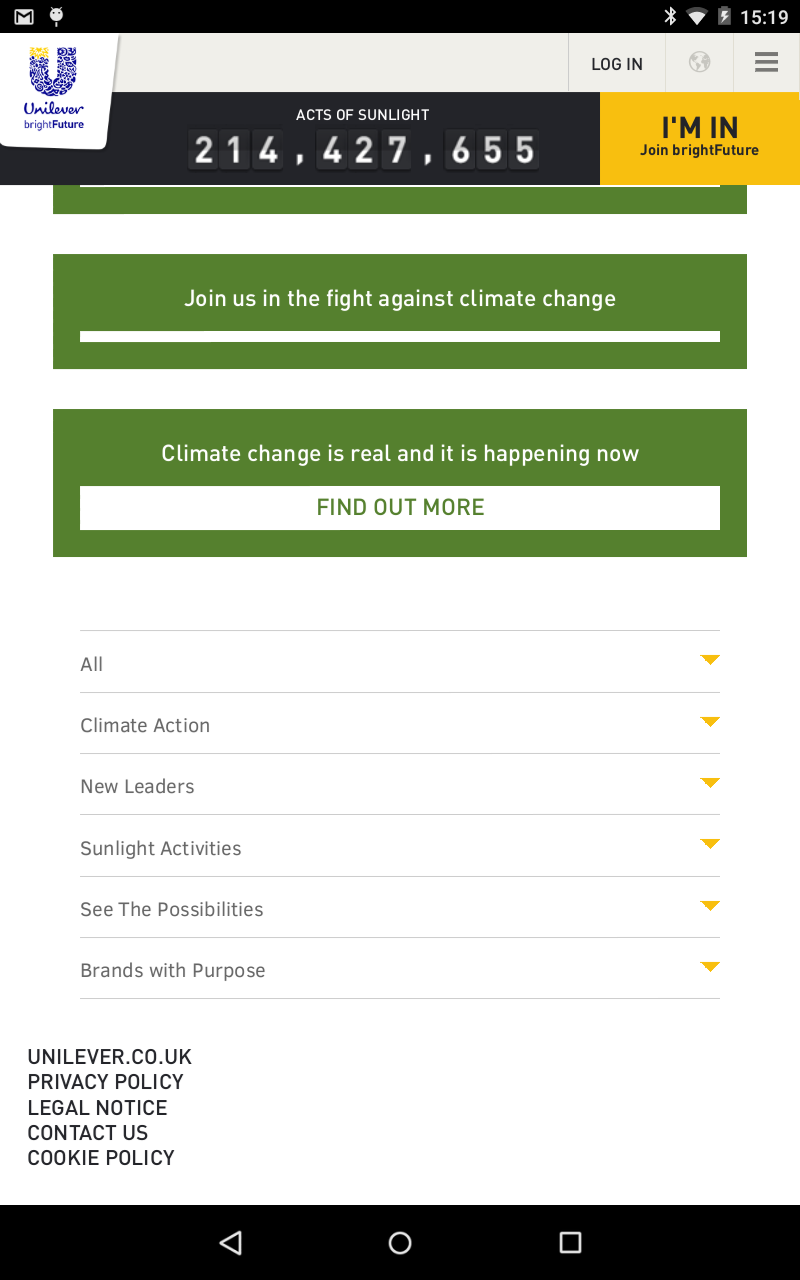 15:19
LOG IN
Unilever
brightFuture
ACTS OF SUNLIGHT
214,427,655
I'M IN
Join brightFuture
Join us in the fight against climate change
Climate change is real and it is happening now
FIND OUT MORE
All
Climate Action
New Leaders
Sunlight Activities
See The Possibilities
Brands with Purpose
UNILEVER.CO.UK
PRIVACY POLICY
LEGAL NOTICE
CONTACT US
COOKIE POLICY